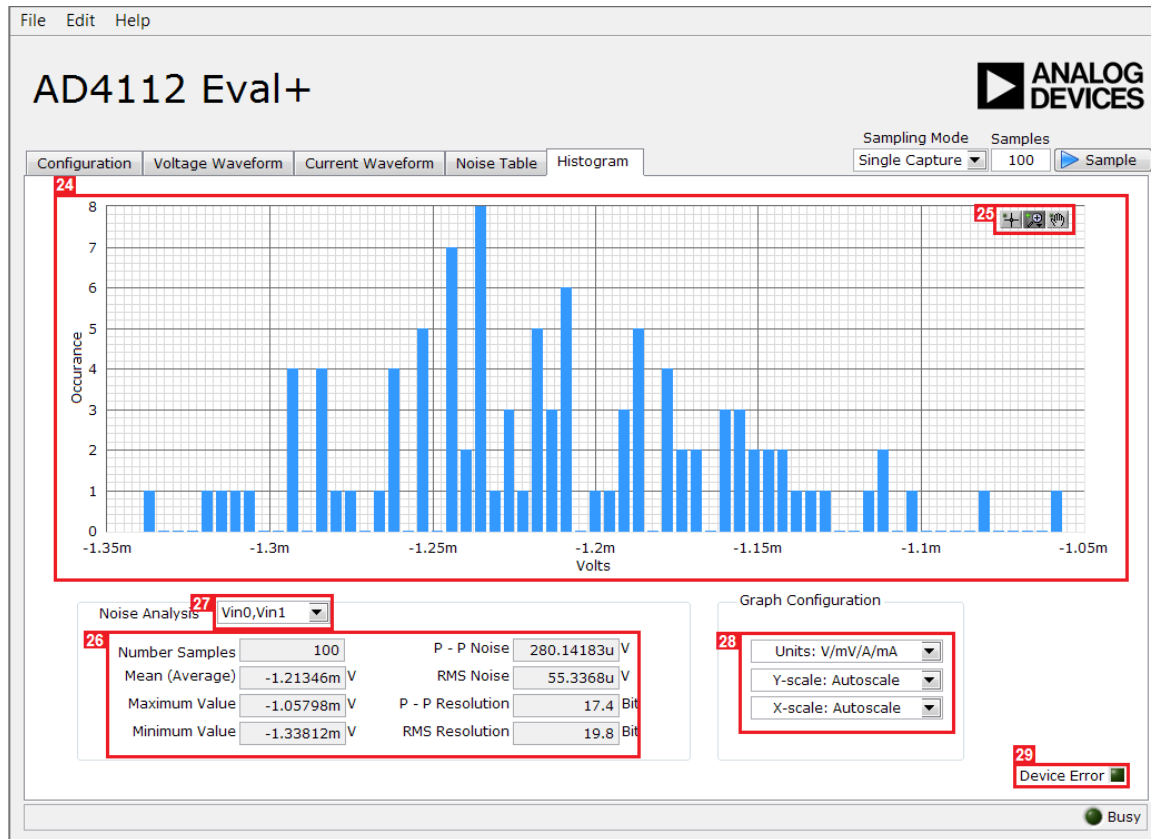 File Edit Help
AD4112 Eval+
ANALOG
DEVICES
Sampling Mode Samples
Configuration Voltage Waveform Current Waveform Noise Table Histogram Single Capture 100 Sample
24
25
8
7
6
5
4
3
2
1
0
Occurance
-1.35m -1.3m -1.25m -1.2m -1.15m -1.1m -1.05m
Volts
Noise Analysis 27 Vin0,Vin1
26
Number Samples 100 P - P Noise 280.14183u V
Mean (Average) -1.21346m V RMS Noise 55.3368u V
Maximum Value -1.05798m V P - P Resolution 17.4 Bit
Minimum Value -1.33812m V RMS Resolution 19.8 Bit
Graph Configuration
28
Units: V/mV/A/mA
Y-scale: Autoscale
X-scale: Autoscale
29
Device Error
Busy